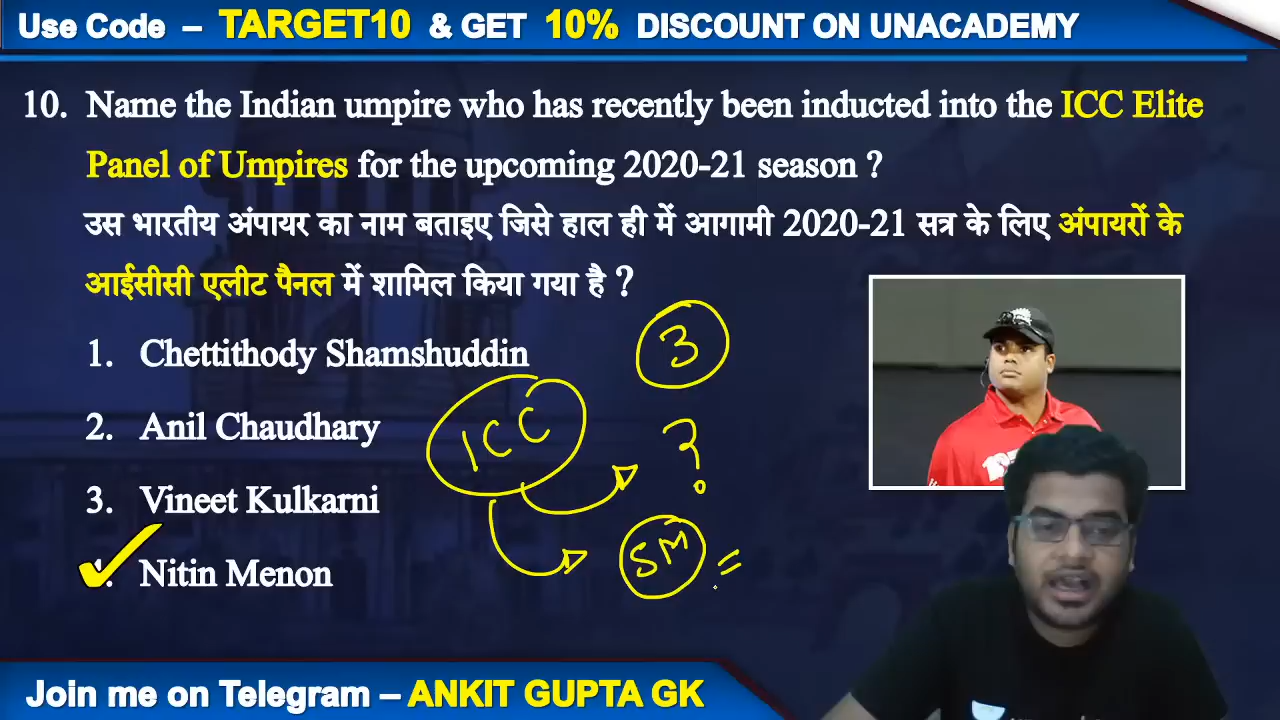 Use Code – TARGET10 & GET 10% DISCOUNT ON UNACADEMY
10. Name the Indian umpire who has recently been inducted into the ICC Elite
Panel of Umpires for the upcoming 2020-21 season ?
उस भारतीय अंपायर का नाम बताइए जिसे हाल ही में आगामी 2020-21 सत्र के लिए अंपायरों के
आईसीसी एलीट पैनल में शामिल किया गया है ?
1. Chettithody Shamshuddin
3
2. Anil Chaudhary
ICC
?
3. Vineet Kulkarni
SM =
Nitin Menon
Join me on Telegram – ANKIT GUPTA GK